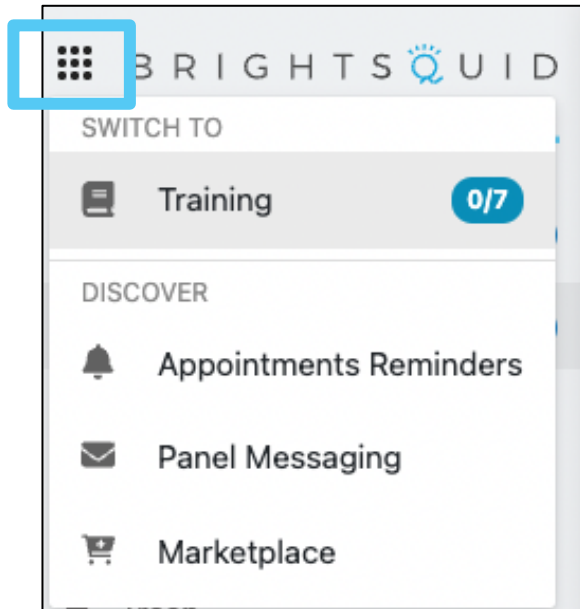 BRIGHTSQUID
SWITCH TO
Training 0/7
DISCOVER
Appointments Reminders
Panel Messaging
Marketplace